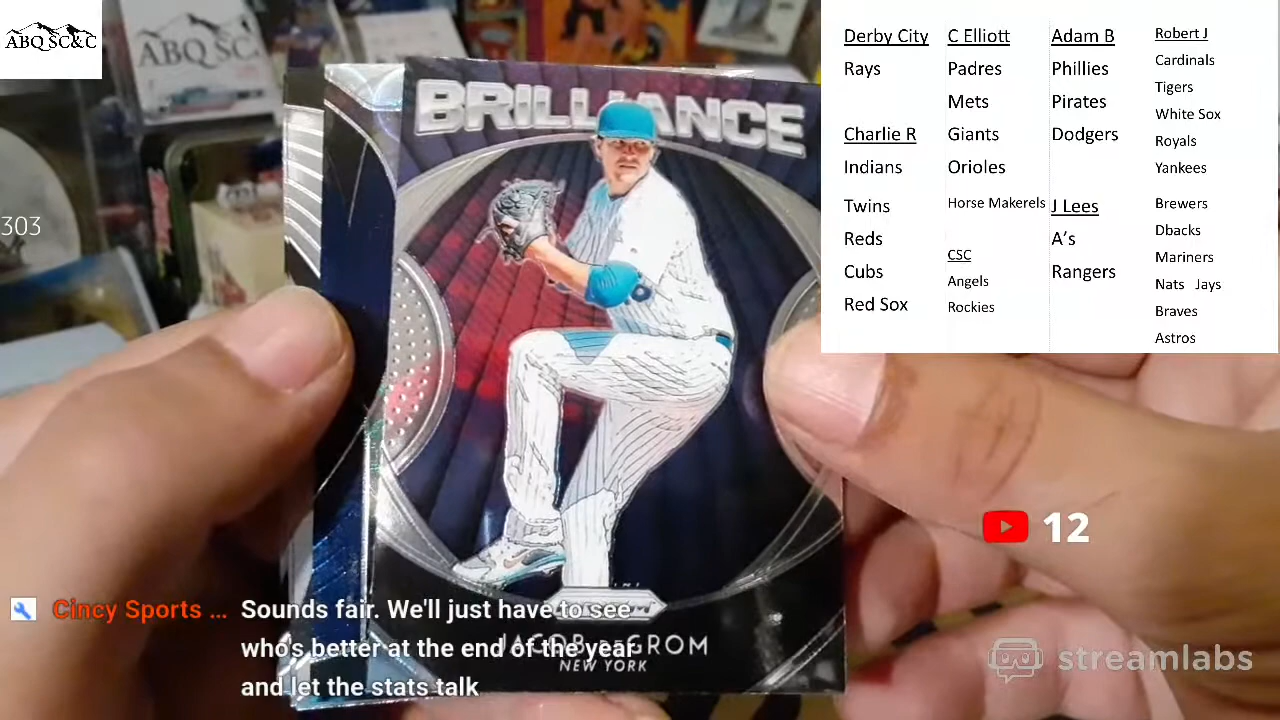 ABQ SC&C
ABQ SC
303
BRILLIANCE
JACOB DEGROM
NEW YORK
Derby City
Rays
Charlie R
Indians
Twins
Reds
Cubs
Red Sox
C Elliott
Padres
Mets
Giants
Orioles
Horse Makerels
CSC
Angels
Rockies
Adam B
Phillies
Pirates
Dodgers
J Lees
A's
Rangers
Robert J
Cardinals
Tigers
White Sox
Royals
Yankees
Brewers
Dbacks
Mariners
Nats Jays
Braves
Astros
12
Cincy Sports ... Sounds fair. We'll just have to see
who's better at the end of the year
and let the stats talk
streamlabs